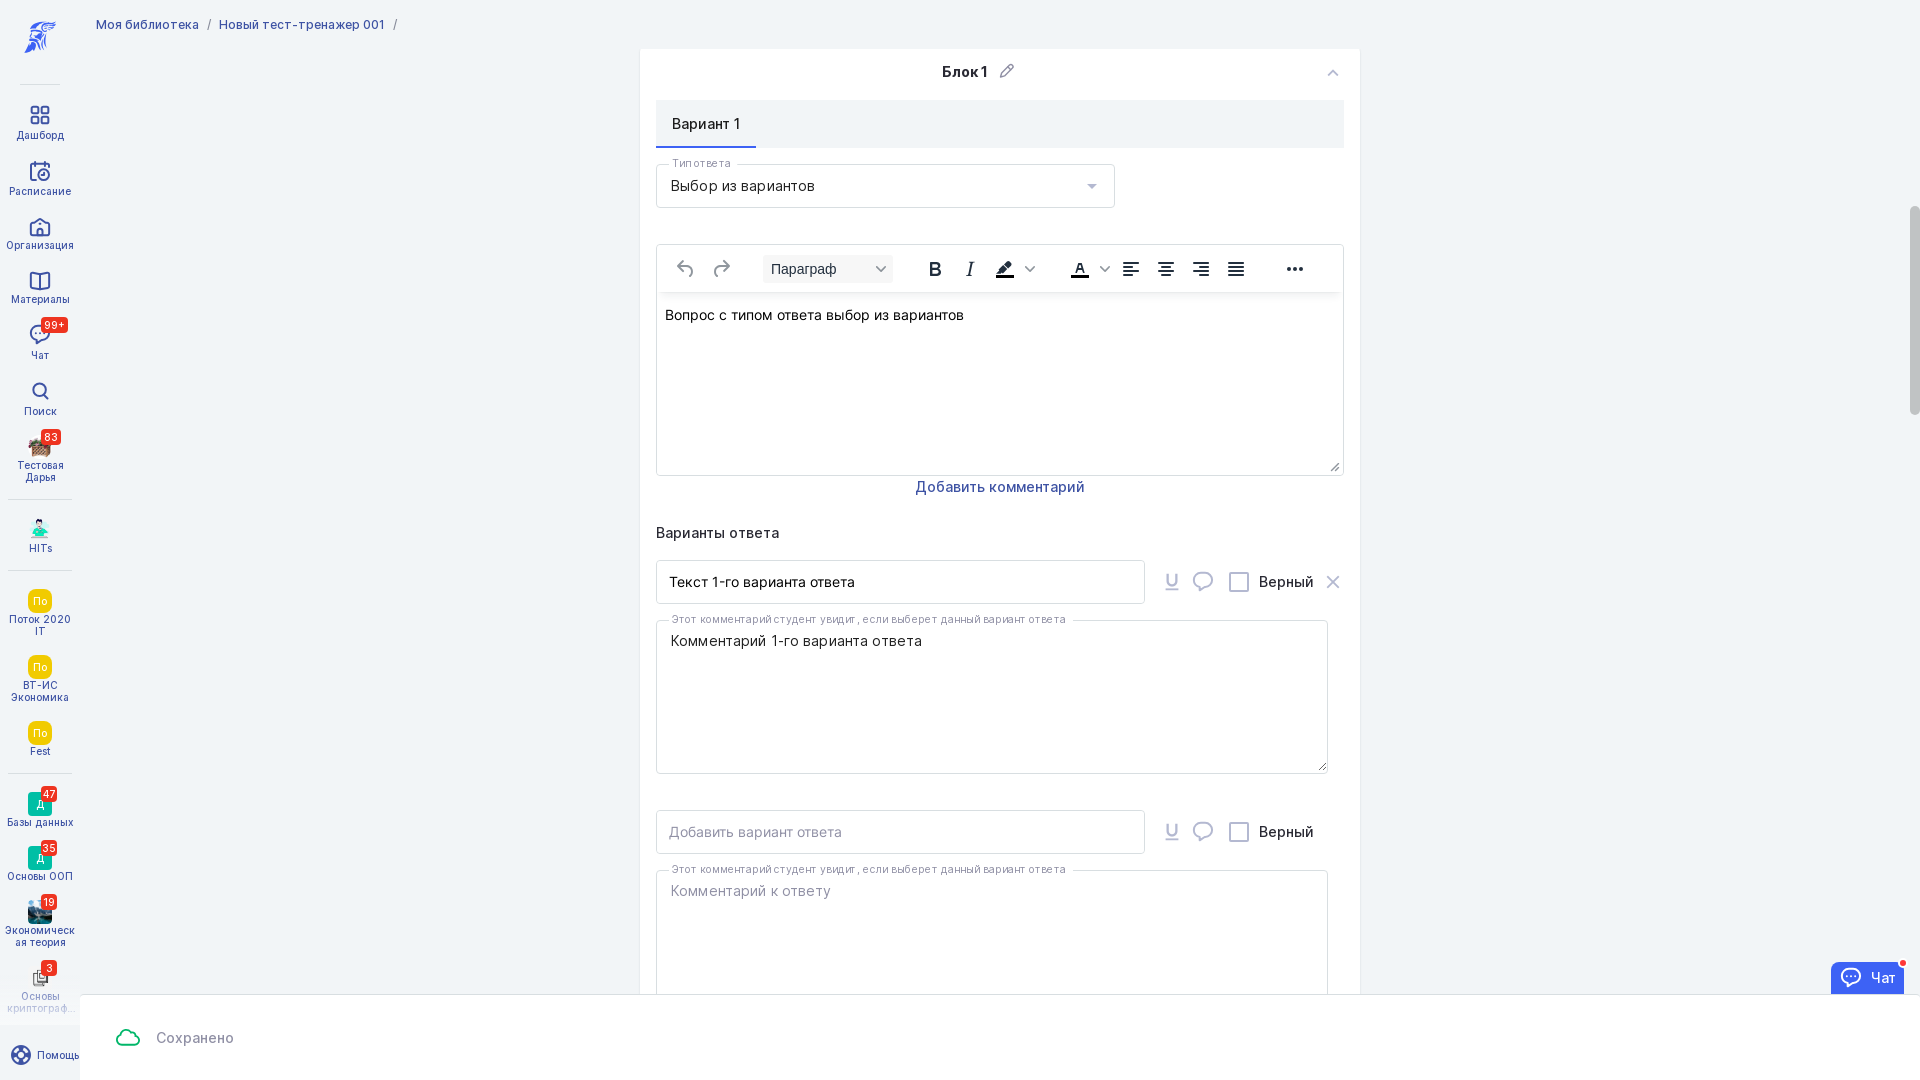 Моя библиотека / Новый тест-тренажер 001 /
Дашборд
Расписание
Организация
Материалы
99+
Чат
Поиск
83
Тестовая
Дарья
HITs
По
Поток 2020
IT
По
ВТ-ИС
Экономика
По
Fest
47
Д
Базы данных
35
Д
Основы ООП
19
Экономическ
ая теория
3
Основы
криптограф...
Помощь
Блок 1
Вариант 1
Тип ответа
Выбор из вариантов
Параграф
Вопрос с типом ответа выбор из вариантов
Добавить комментарий
Варианты ответа
Текст 1-го варианта ответа
Верный
Этот комментарий студент увидит, если выберет данный вариант ответа
Комментарий 1-го варианта ответа
Добавить вариант ответа
Верный
Этот комментарий студент увидит, если выберет данный вариант ответа
Комментарий к ответу
Чат
Сохранено